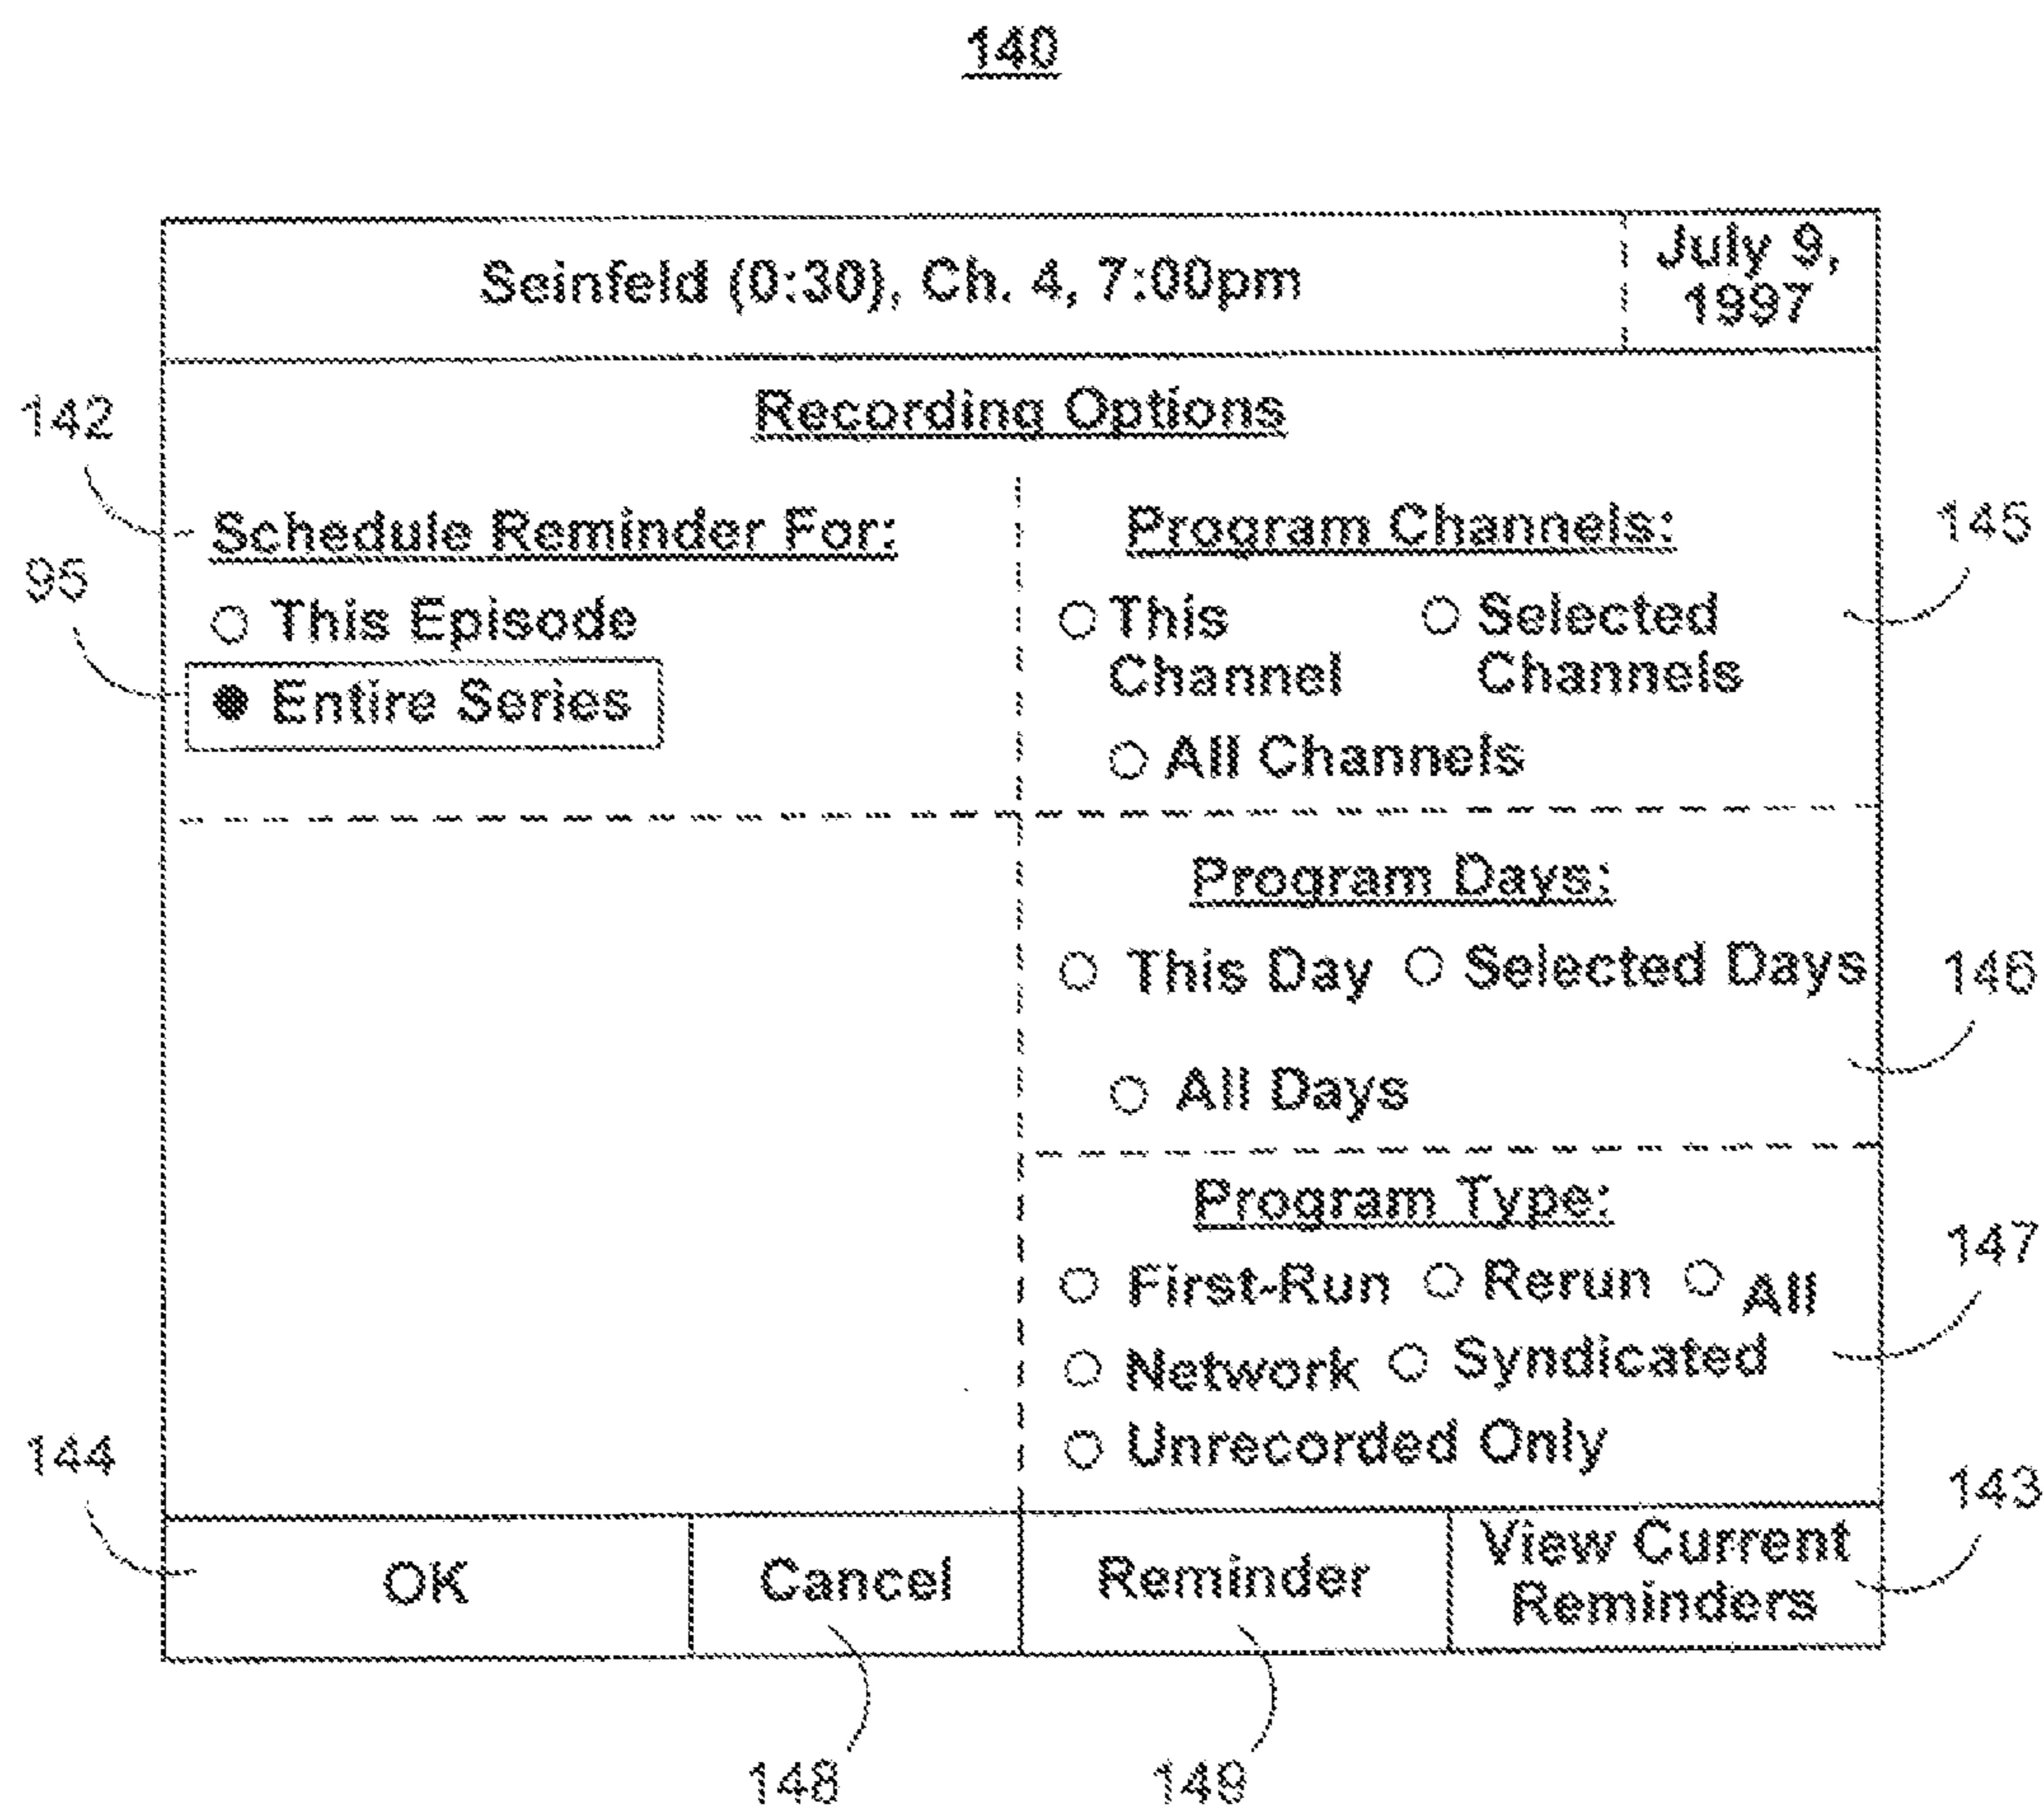 140
Seinfeld (0:30), Ch. 4, 7:00pm
July 9,
1997
Recording Options
142
Schedule Reminder For:
95
This Episode
Entire Series
Program Channels:
145
This
Channel
Selected
Channels
All Channels
Program Days:
This Day
Selected Days
146
All Days
Program Type:
147
First-Run
Rerun
All
Network
Syndicated
Unrecorded Only
144
143
OK
Cancel
Reminder
View Current
Reminders
148
149